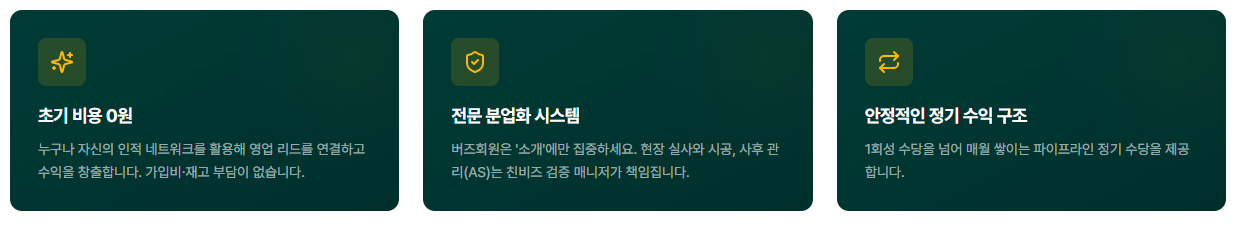 초기 비용 0원
누구나 자신의 인적 네트워크를 활용해 영업 리드를 연결하고
수익을 창출합니다. 가입비·재고 부담이 없습니다.
전문 분업화 시스템
버즈회원은 '소개'에만 집중하세요. 현장 실사와 시공, 사후 관
리(AS)는 친비즈 검증 매니저가 책임집니다.
안정적인 정기 수익 구조
1회성 수당을 넘어 매월 쌓이는 파이프라인 정기 수당을 제공
합니다.